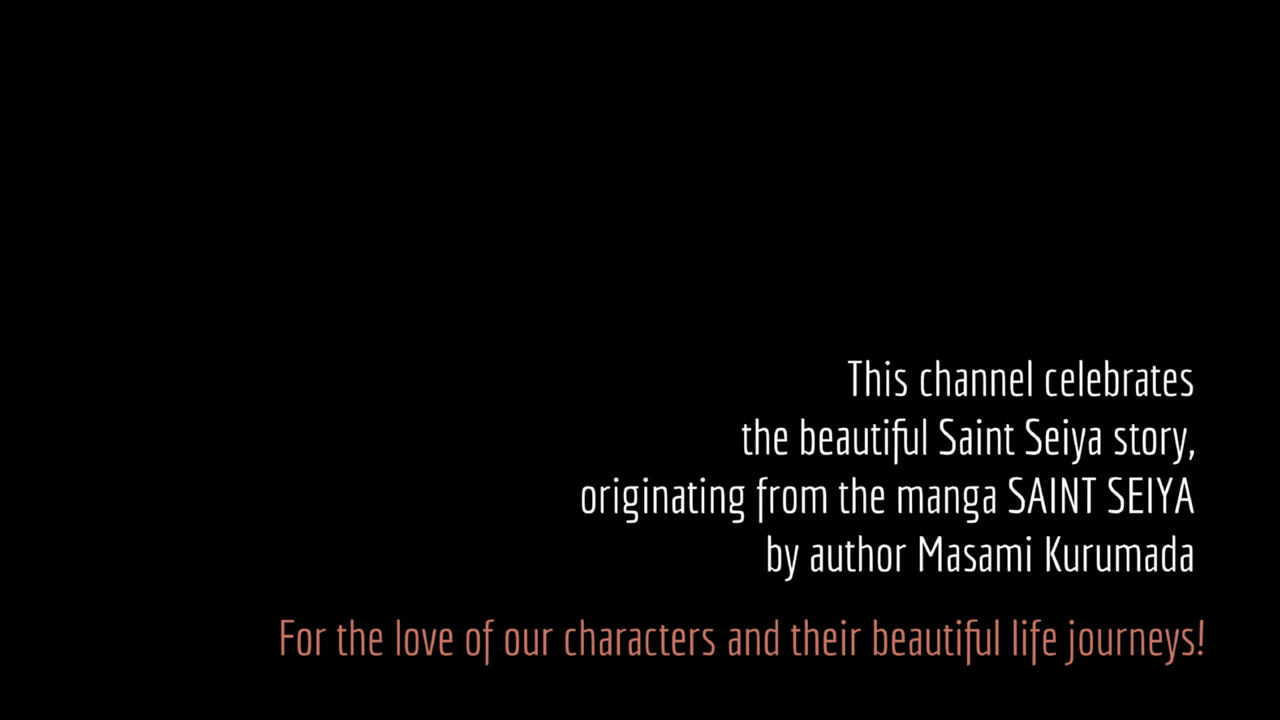 This channel celebrates
the beautiful Saint Seiya story,
originating from the manga SAINT SEIYA
by author Masami Kurumada
For the love of our characters and their beautiful life journeys!